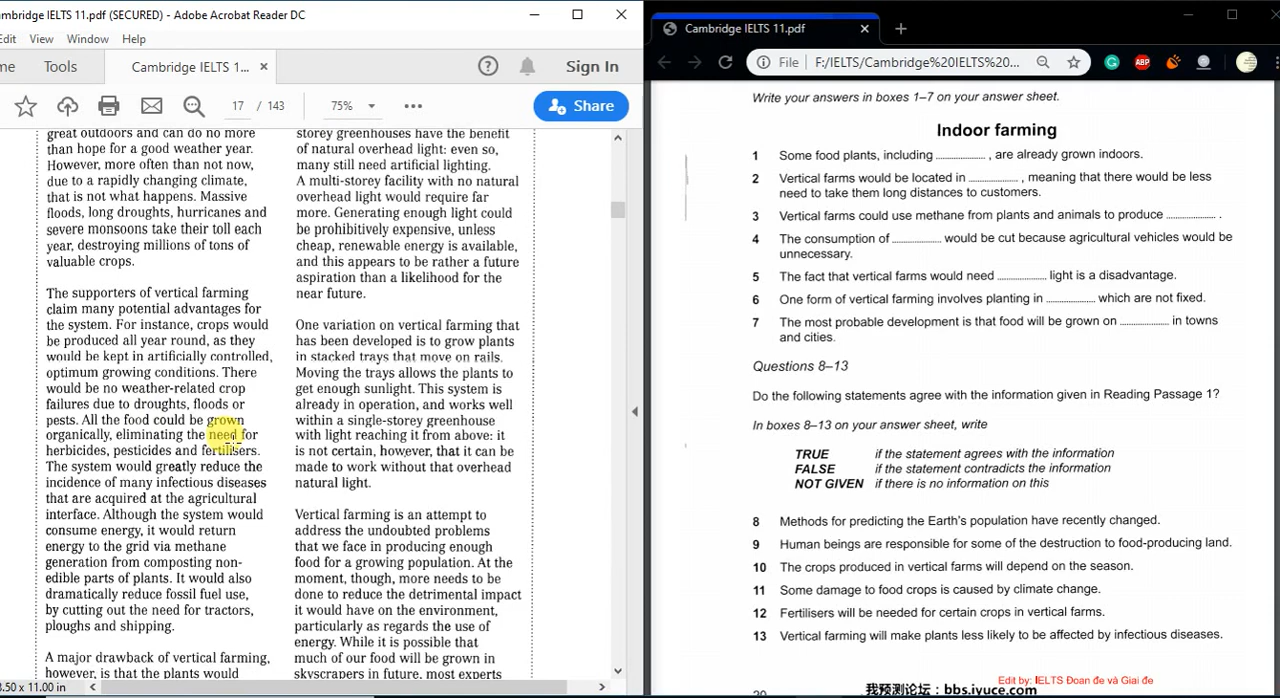 ambridge IELTS 11.pdf (SECURED) - Adobe Acrobat Reader DC
Edit View Window Help
me Tools Cambridge IELTS 1... × Sign In
17 / 143 75% Share
great outdoors and can do no more
than hope for a good weather year.
However, more often than not now,
due to a rapidly changing climate,
that is not what happens. Massive
floods, long droughts, hurricanes and
severe monsoons take their toll each
year, destroying millions of tons of
valuable crops.
The supporters of vertical farming
claim many potential advantages for
the system. For instance, crops would
be produced all year round, as they
would be kept in artificially controlled,
optimum growing conditions. There
would be no weather-related crop
failures due to droughts, floods or
pests. All the food could be grown
organically, eliminating the need for
herbicides, pesticides and fertilisers.
The system would greatly reduce the
incidence of many infectious diseases
that are acquired at the agricultural
interface. Although the system would
consume energy, it would return
energy to the grid via methane
generation from composting non-
edible parts of plants. It would also
dramatically reduce fossil fuel use,
by cutting out the need for tractors,
ploughs and shipping.
A major drawback of vertical farming,
however, is that the plants would
storey greenhouses have the benefit
of natural overhead light: even so,
many still need artificial lighting.
A multi-storey facility with no natural
overhead light would require far
more. Generating enough light could
be prohibitively expensive, unless
cheap, renewable energy is available,
and this appears to be rather a future
aspiration than a likelihood for the
near future.
One variation on vertical farming that
has been developed is to grow plants
in stacked trays that move on rails.
Moving the trays allows the plants to
get enough sunlight. This system is
already in operation, and works well
within a single-storey greenhouse
with light reaching it from above: it
is not certain, however, that it can be
made to work without that overhead
natural light.
Vertical farming is an attempt to
address the undoubted problems
that we face in producing enough
food for a growing population. At the
moment, though, more needs to be
done to reduce the detrimental impact
it would have on the environment,
particularly as regards the use of
energy. While it is possible that
much of our food will be grown in
skyscrapers in future, most experts
8.50 x 11.00 in
Cambridge IELTS 11.pdf
File F:/IELTS/Cambridge%20IELTS%20...
ABP
Write your answers in boxes 1–7 on your answer sheet.
Indoor farming
1 Some food plants, including .................... , are already grown indoors.
2 Vertical farms would be located in .................... , meaning that there would be less
need to take them long distances to customers.
3 Vertical farms could use methane from plants and animals to produce .................... .
4 The consumption of .................... would be cut because agricultural vehicles would be
unnecessary.
5 The fact that vertical farms would need .................... light is a disadvantage.
6 One form of vertical farming involves planting in .................... which are not fixed.
7 The most probable development is that food will be grown on .................... in towns
and cities.
Questions 8–13
Do the following statements agree with the information given in Reading Passage 1?
In boxes 8–13 on your answer sheet, write
TRUE if the statement agrees with the information
FALSE if the statement contradicts the information
NOT GIVEN if there is no information on this
8 Methods for predicting the Earth's population have recently changed.
9 Human beings are responsible for some of the destruction to food-producing land.
10 The crops produced in vertical farms will depend on the season.
11 Some damage to food crops is caused by climate change.
12 Fertilisers will be needed for certain crops in vertical farms.
13 Vertical farming will make plants less likely to be affected by infectious diseases.
Edit by: IELTS Đoan đe và Giai đe
20 我预测论坛：bbs.iyuce.com